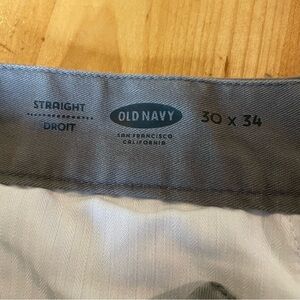 STRAIGHT
DROIT
OLD NAVY
SAN FRANCISCO
CALIFORNIA
30 x 34